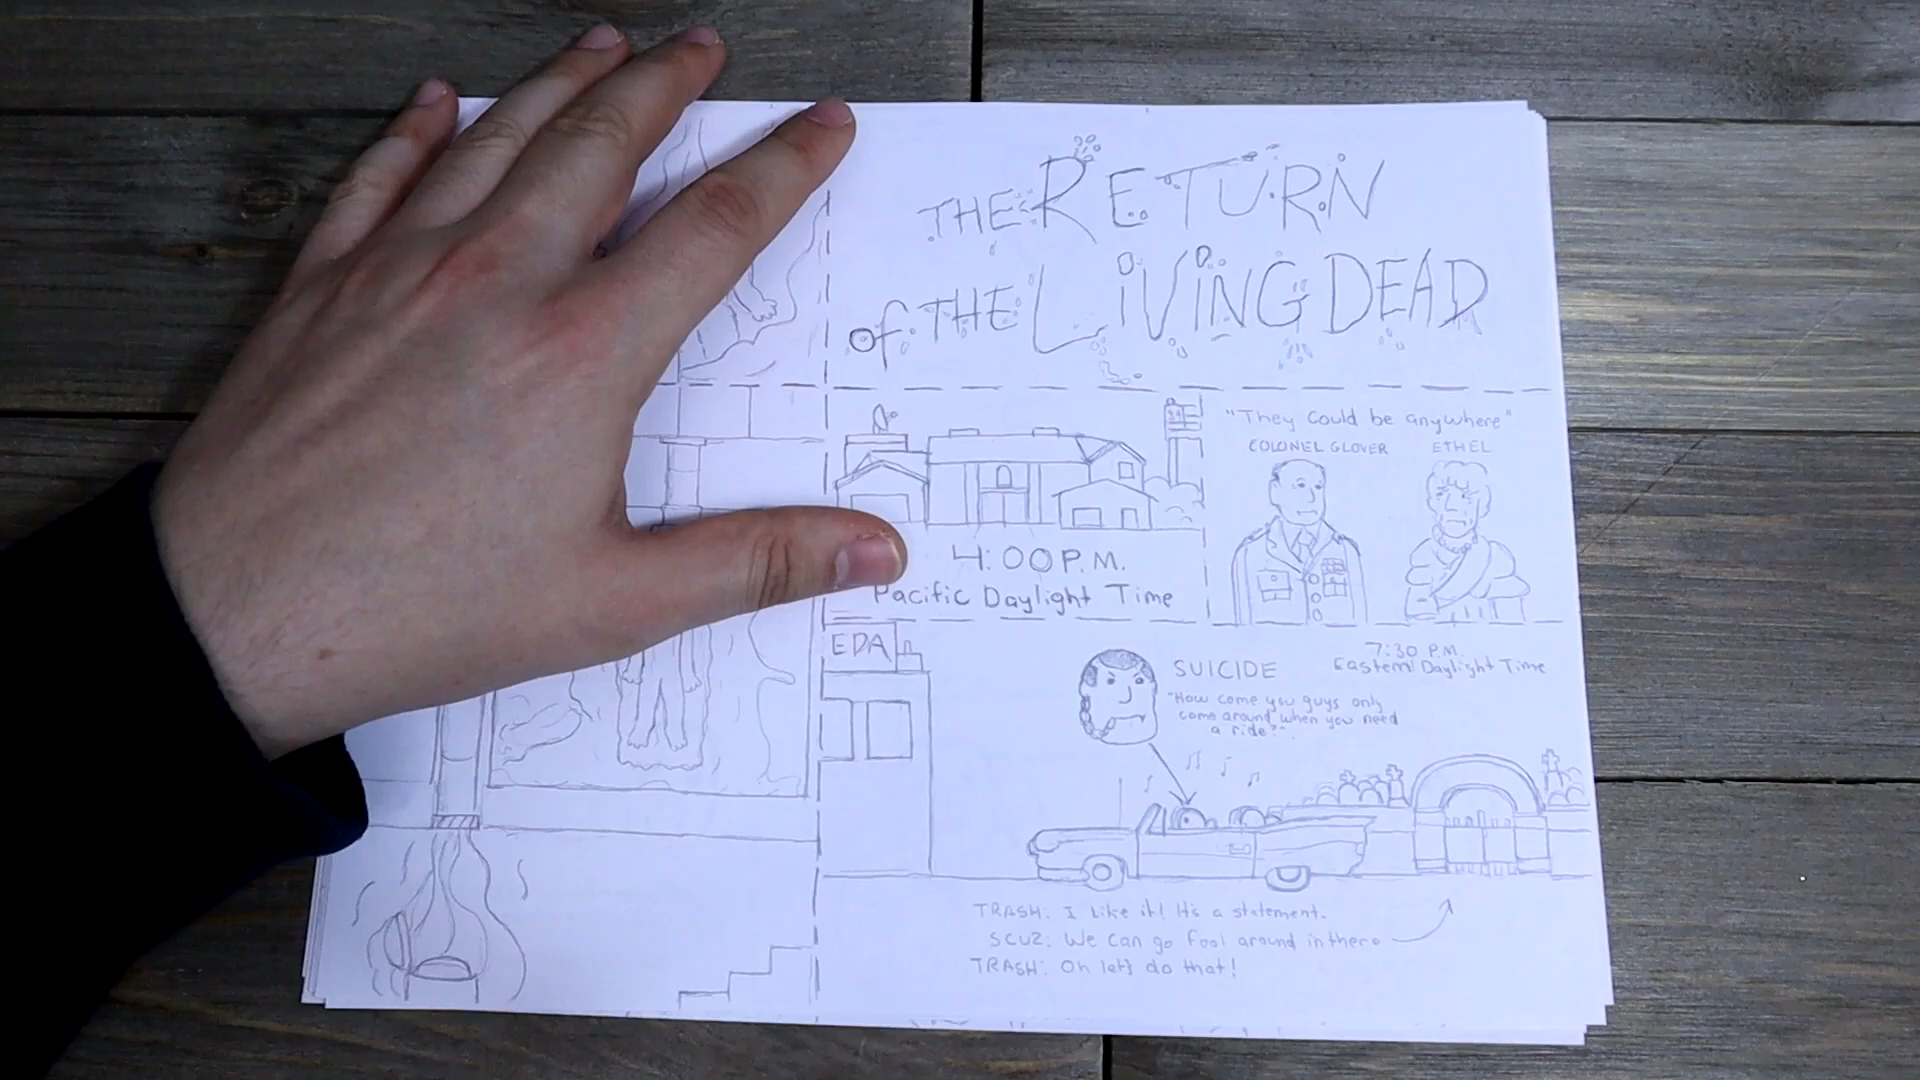 THE RETURN
of THE LiViNG DEAD
4:00 P.M.
Pacific Daylight Time
"They could be anywhere"
COLONEL GLOVER
ETHEL
EDA
SUICIDE
"How come you guys only
come around when you need
a ride?".
7:30 P.M.
Eastern Daylight Time
TRASH: I like it! It's a statement.
SCUZ: We can go fool around in there
TRASH: Oh let's do that!